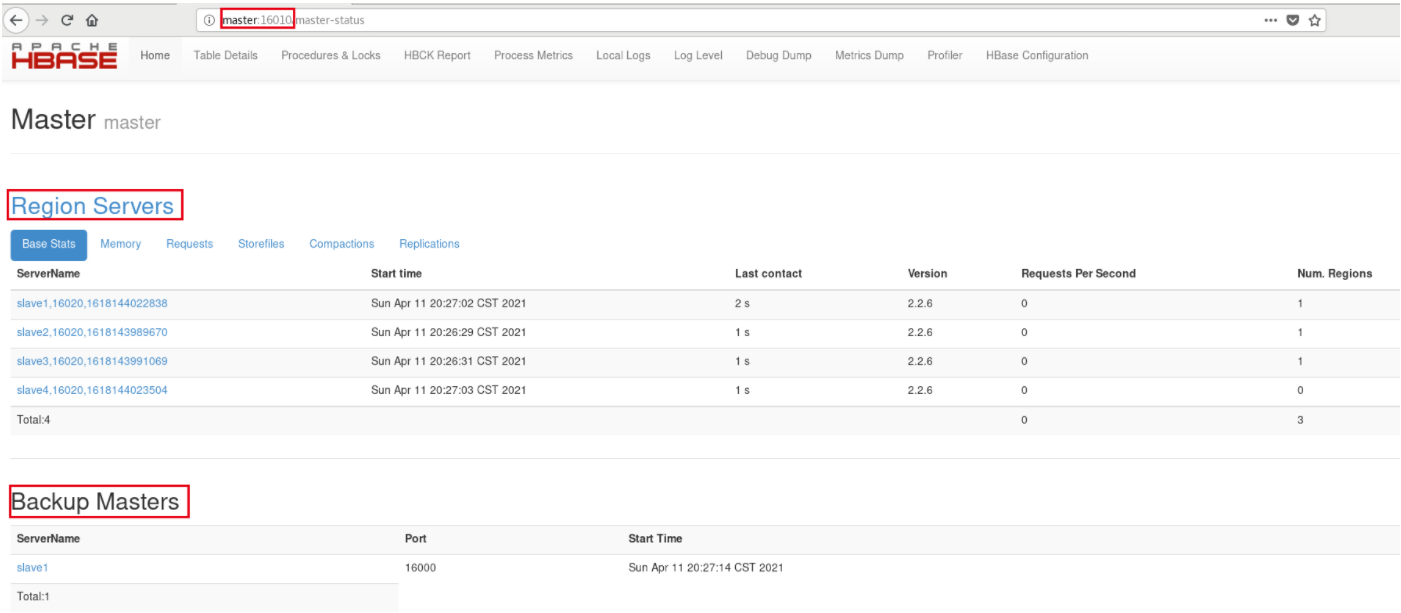 master:16010/master-status
APACHE
HBASE Home Table Details Procedures & Locks HBCK Report Process Metrics Local Logs Log Level Debug Dump Metrics Dump Profiler HBase Configuration
Master master
Region Servers
Base Stats Memory Requests Storefiles Compactions Replications
ServerName Start time Last contact Version Requests Per Second Num. Regions
slave1,16020,1618144022838 Sun Apr 11 20:27:02 CST 2021 2 s 2.2.6 0 1
slave2,16020,1618143989670 Sun Apr 11 20:26:29 CST 2021 1 s 2.2.6 0 1
slave3,16020,1618143991069 Sun Apr 11 20:26:31 CST 2021 1 s 2.2.6 0 1
slave4,16020,1618144023504 Sun Apr 11 20:27:03 CST 2021 1 s 2.2.6 0 0
Total:4 0 3
Backup Masters
ServerName Port Start Time
slave1 16000 Sun Apr 11 20:27:14 CST 2021
Total:1